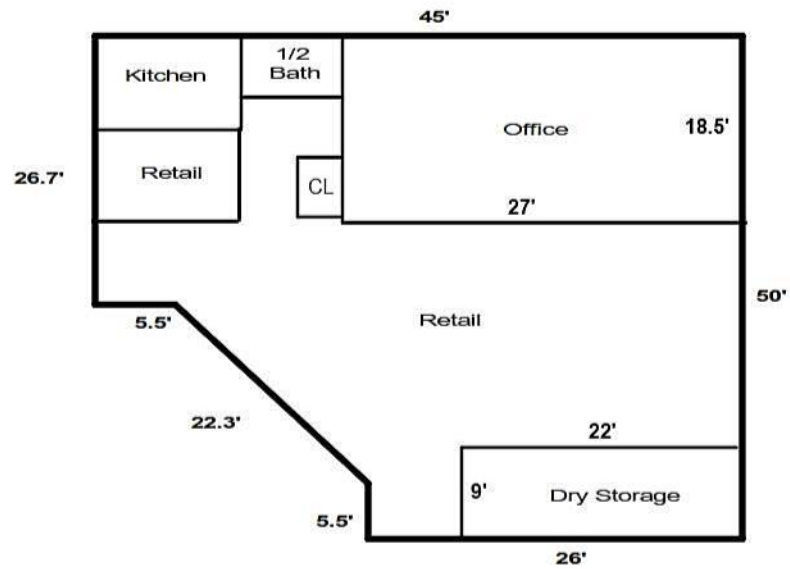 45'
1/2
Bath
Kitchen
Office
18.5'
26.7'
Retail
CL
27'
50'
5.5'
Retail
22.3'
22'
9'
Dry Storage
5.5'
26'